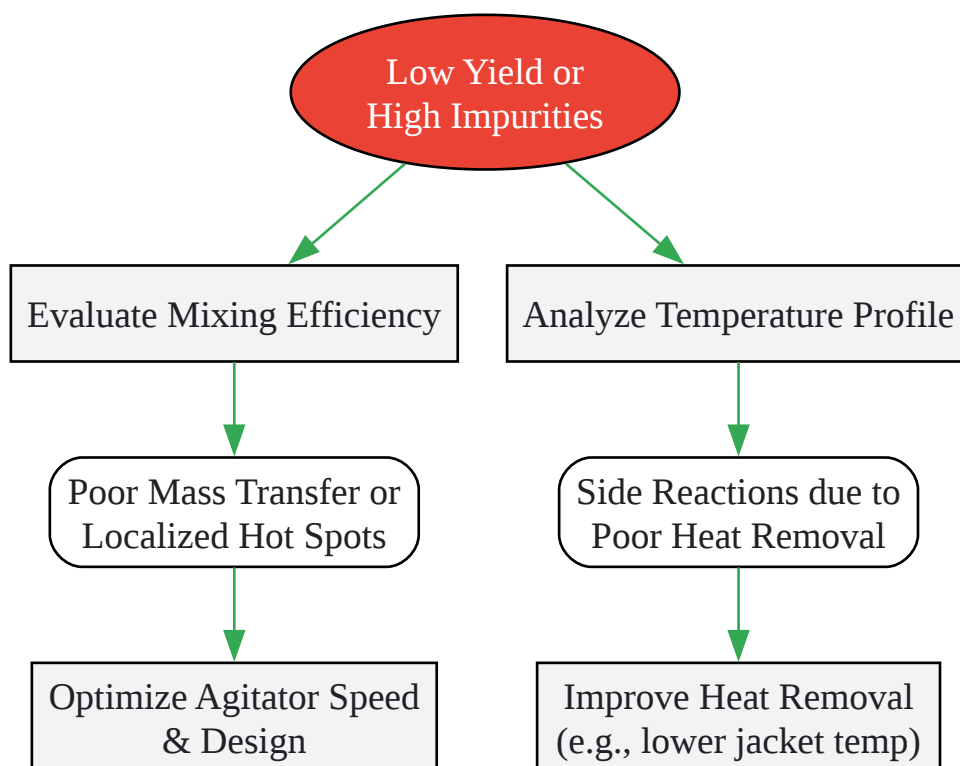 Low Yield or
High Impurities
Evaluate Mixing Efficiency
Analyze Temperature Profile
Poor Mass Transfer or
Localized Hot Spots
Side Reactions due to
Poor Heat Removal
Optimize Agitator Speed
& Design
Improve Heat Removal
(e.g., lower jacket temp)